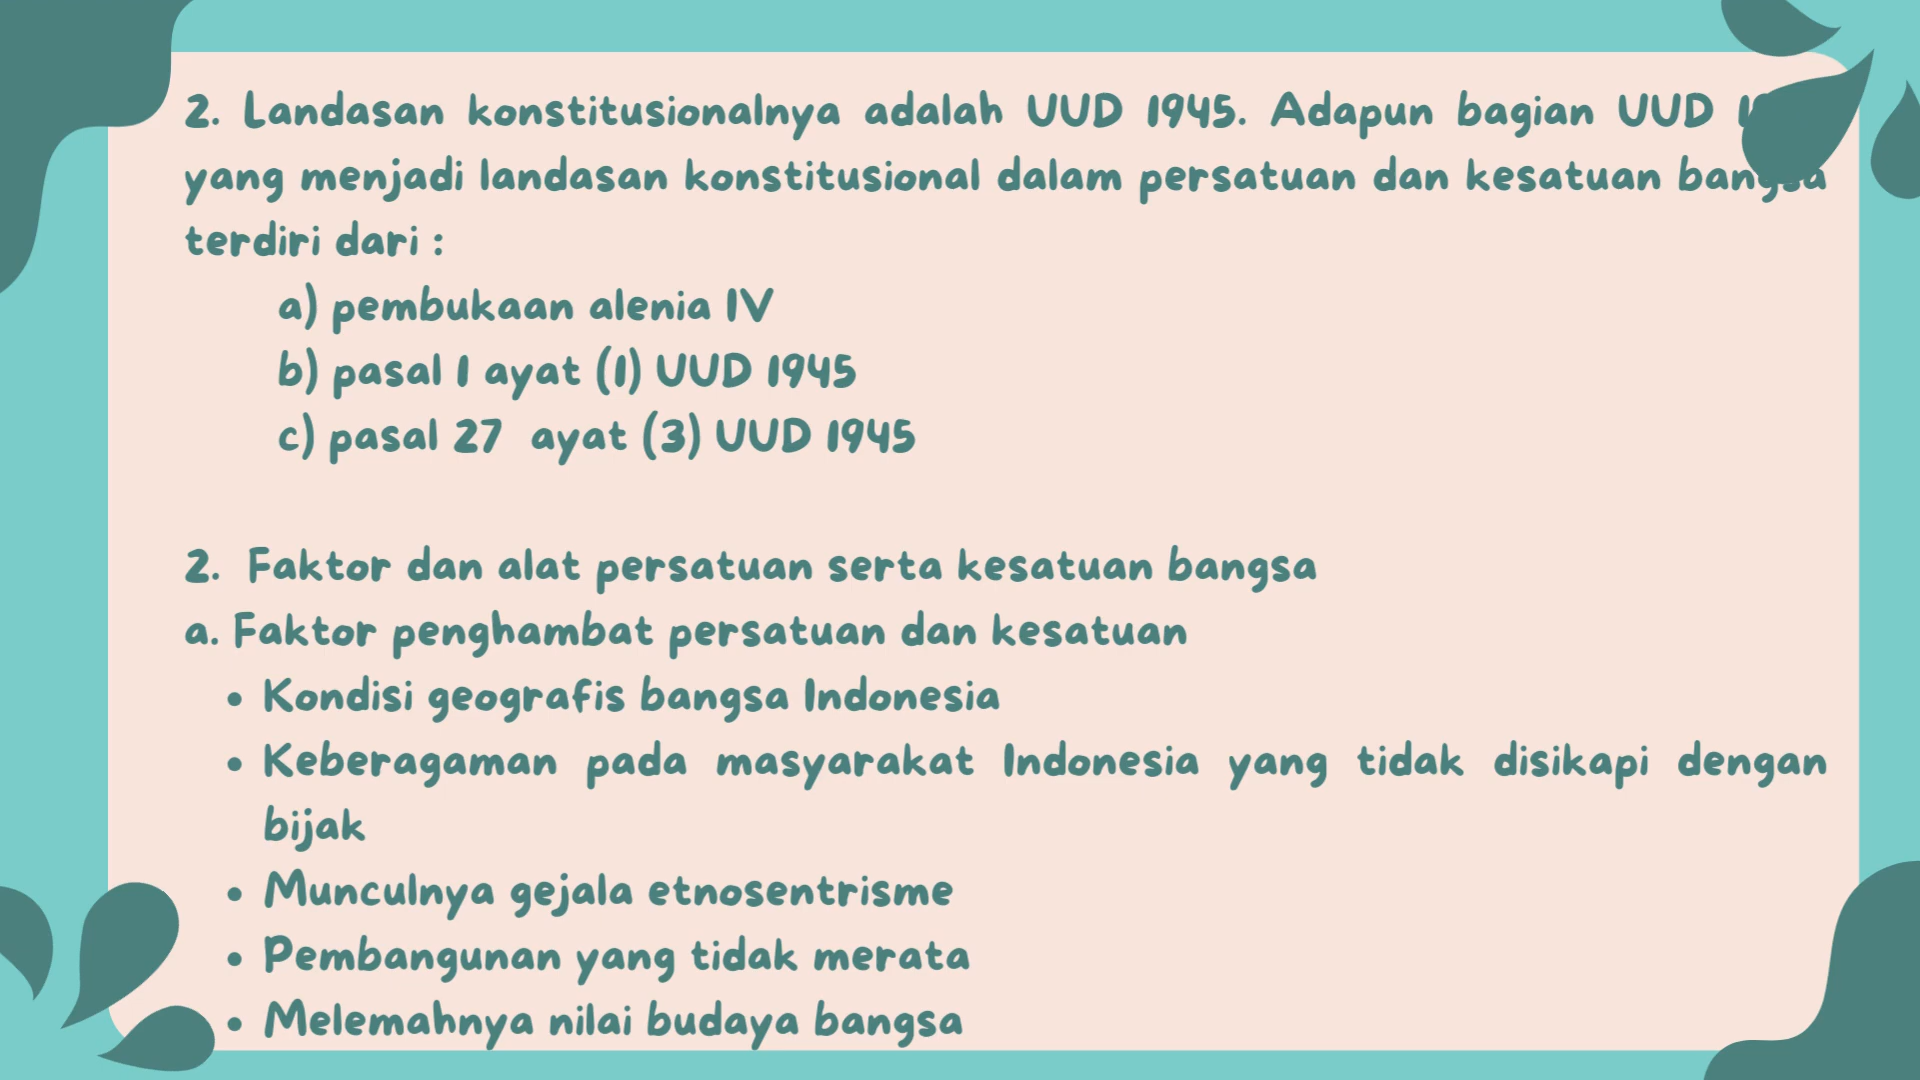 2. Landasan konstitusionalnya adalah UUD 1945. Adapun bagian UUD
yang menjadi landasan konstitusional dalam persatuan dan kesatuan bangsa
terdiri dari :
a) pembukaan alenia IV
b) pasal 1 ayat (1) UUD 1945
c) pasal 27 ayat (3) UUD 1945
2. Faktor dan alat persatuan serta kesatuan bangsa
a. Faktor penghambat persatuan dan kesatuan
• Kondisi geografis bangsa Indonesia
• Keberagaman pada masyarakat Indonesia yang tidak disikapi dengan
bijak
• Munculnya gejala etnosentrisme
• Pembangunan yang tidak merata
• Melemahnya nilai budaya bangsa